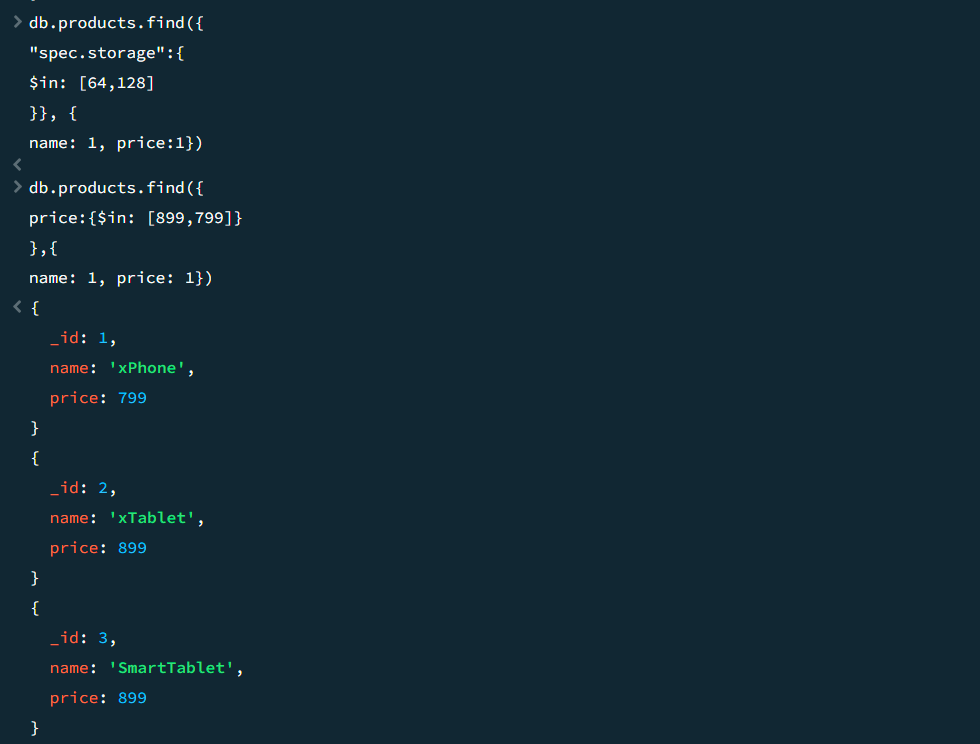 > db.products.find({
"spec.storage":{
$in: [64,128]
}}, {
name: 1, price:1})
<
> db.products.find({
price:{$in: [899,799]}
},{
name: 1, price: 1})
< {
_id: 1,
name: 'xPhone',
price: 799
}
{
_id: 2,
name: 'xTablet',
price: 899
}
{
_id: 3,
name: 'SmartTablet',
price: 899
}